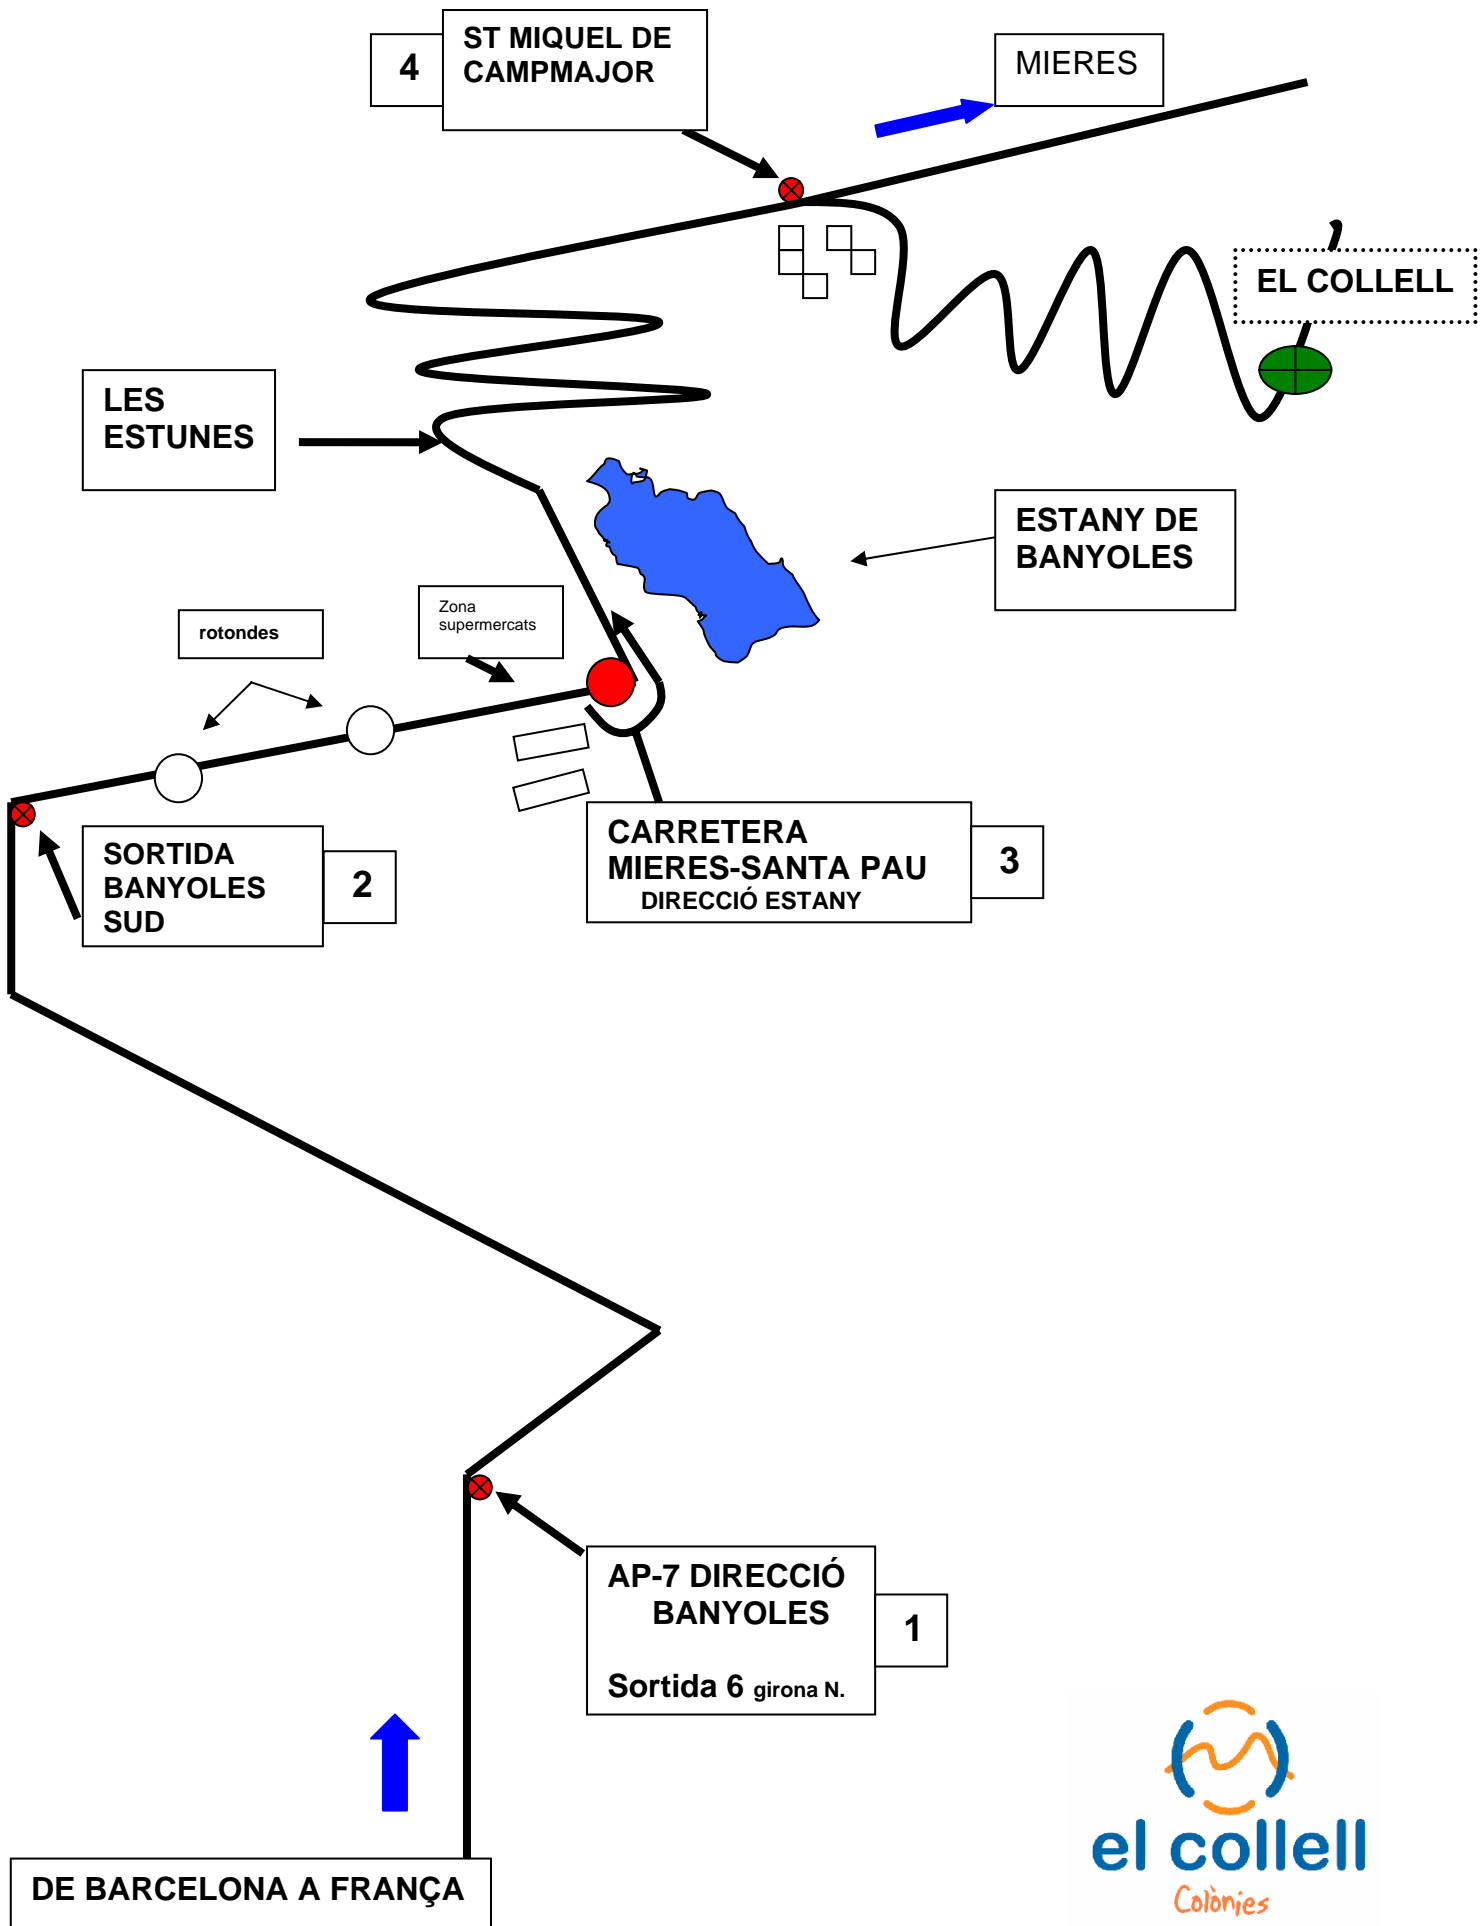 4
ST MIQUEL DE
CAMPMAJOR
MIERES
EL COLLELL
LES
ESTUNES
ESTANY DE
BANYOLES
Zona
supermercats
rotondes
SORTIDA
BANYOLES
SUD
2
CARRETERA
MIERES-SANTA PAU
DIRECCIÓ ESTANY
3
AP-7 DIRECCIÓ
BANYOLES
Sortida 6 girona N.
1
DE BARCELONA A FRANÇA
el collell
Colònies